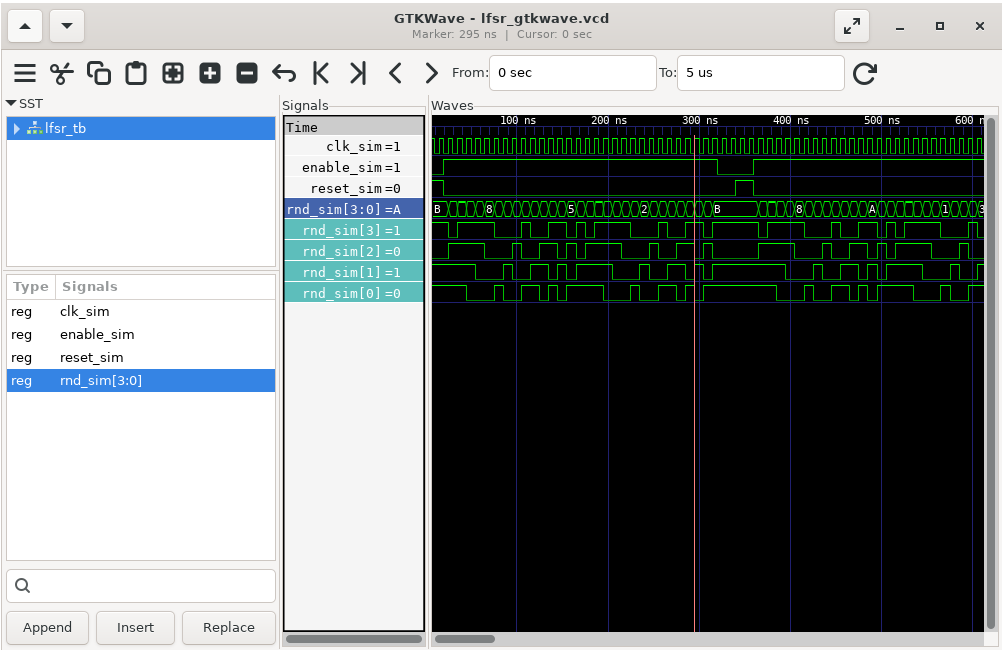 GTKWave - lfsr_gtkwave.vcd
Marker: 295 ns | Cursor: 0 sec
From: 0 sec To: 5 us
SST
lfsr_tb
Type Signals
reg clk_sim
reg enable_sim
reg reset_sim
reg rnd_sim[3:0]
Append Insert Replace
Signals
Time
clk_sim=1
enable_sim=1
reset_sim=0
rnd_sim[3:0]=A
rnd_sim[3]=1
rnd_sim[2]=0
rnd_sim[1]=1
rnd_sim[0]=0
Waves
100 ns 200 ns 300 ns 400 ns 500 ns 600 n
B 8 5 2 B 8 A 1 3